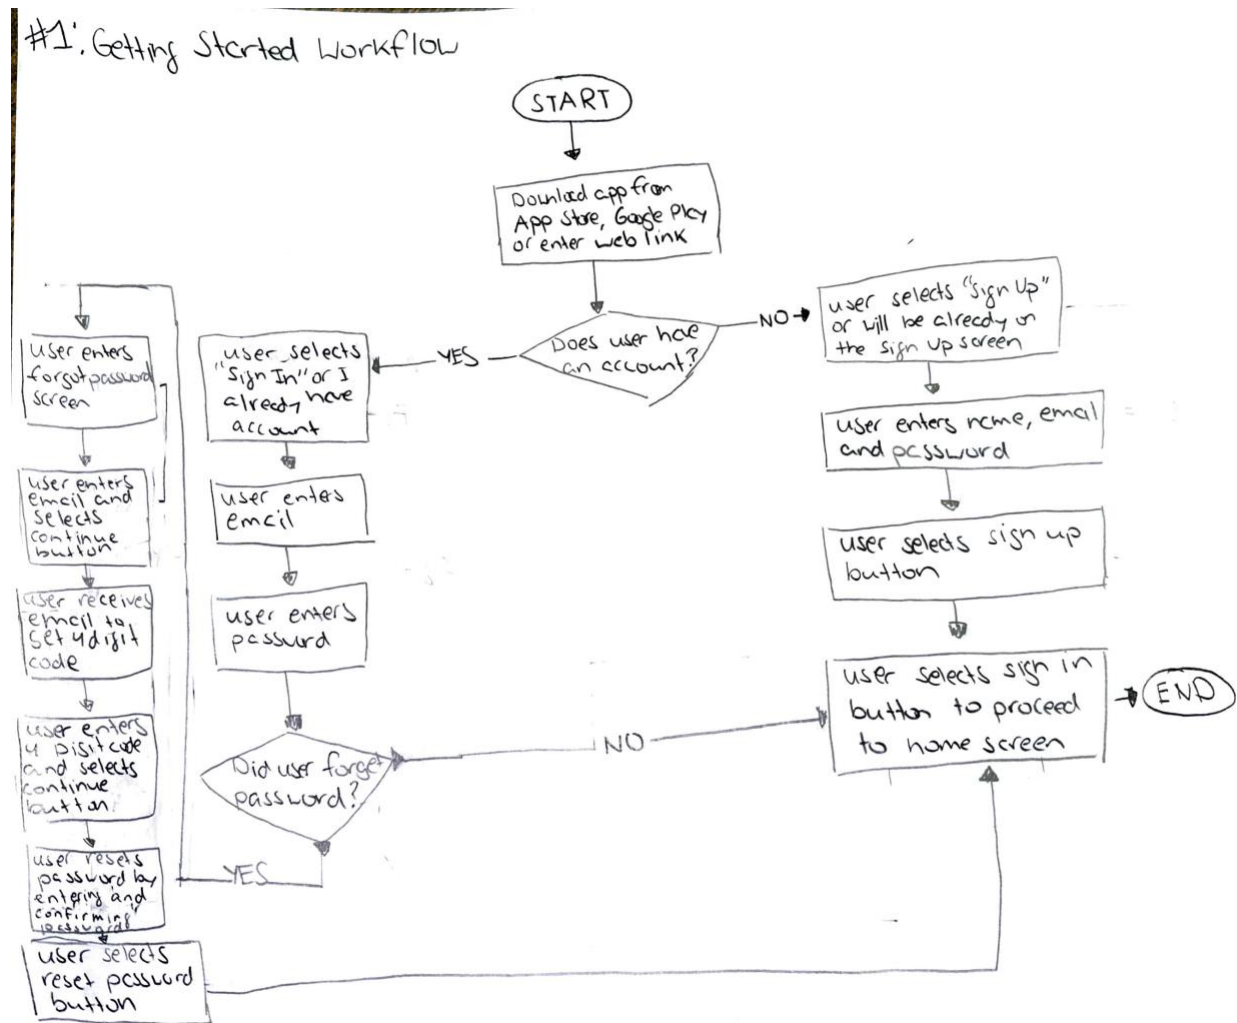 #1: Getting Started Workflow
START
Download app from
App Store, Google Play
or enter web link
Does user have
an account?
NO
user selects "Sign Up"
or will be already on
the sign up screen
user enters name, email
and password
user selects sign up
button
user selects sign in
button to proceed
to home screen
END
YES
user selects
"Sign In" or I
already have
account
user enters
email
user enters
password
Did user forget
password?
NO
YES
user enters
forgot password
screen
user enters
email and
selects
continue
button
user receives
email to
set 4 digit
code
user enters
4 Digit code
and selects
continue
button
user resets
password by
entering and
confirming
password
user selects
reset password
button